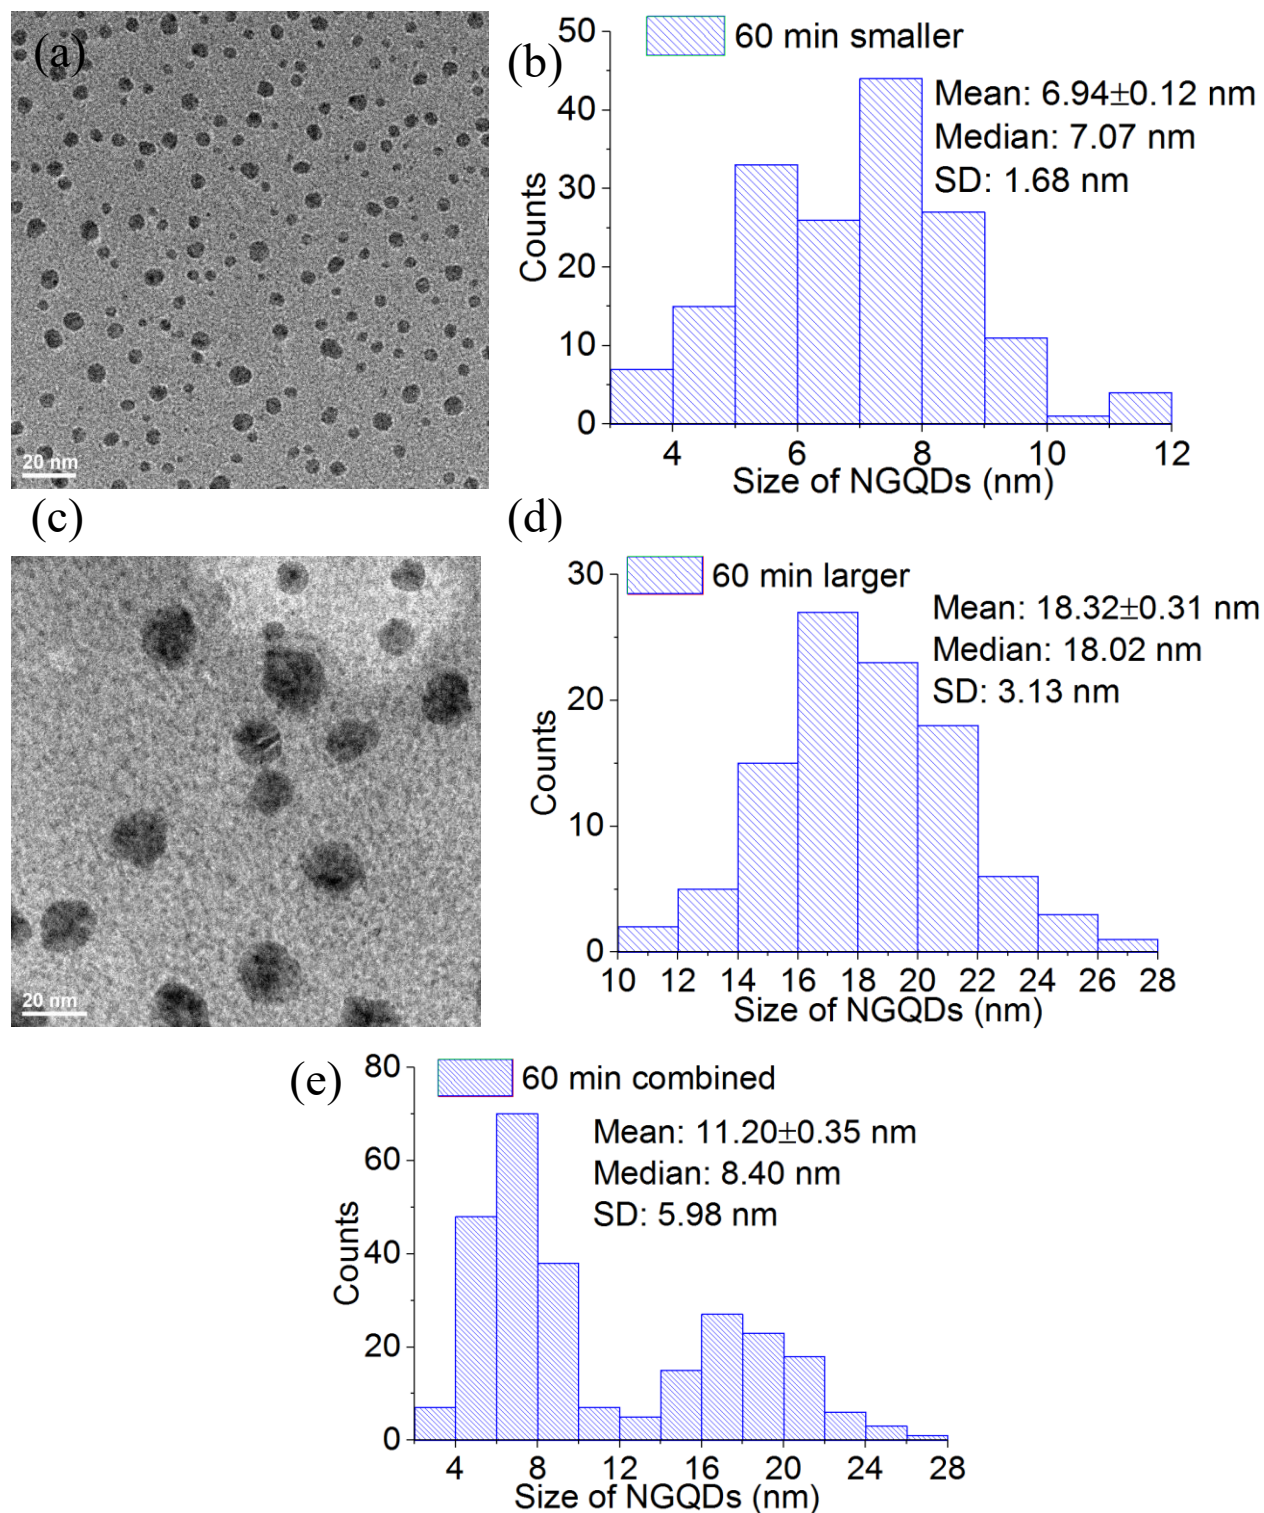 (a)
20 nm
(b)
60 min smaller
Mean: 6.94±0.12 nm
Median: 7.07 nm
SD: 1.68 nm
50
40
30
20
10
0
Counts
4 6 8 10 12
Size of NGQDs (nm)
(c)
20 nm
(d)
60 min larger
Mean: 18.32±0.31 nm
Median: 18.02 nm
SD: 3.13 nm
30
20
10
0
Counts
10 12 14 16 18 20 22 24 26 28
Size of NGQDs (nm)
(e)
60 min combined
Mean: 11.20±0.35 nm
Median: 8.40 nm
SD: 5.98 nm
80
60
40
20
0
Counts
4 8 12 16 20 24 28
Size of NGQDs (nm)